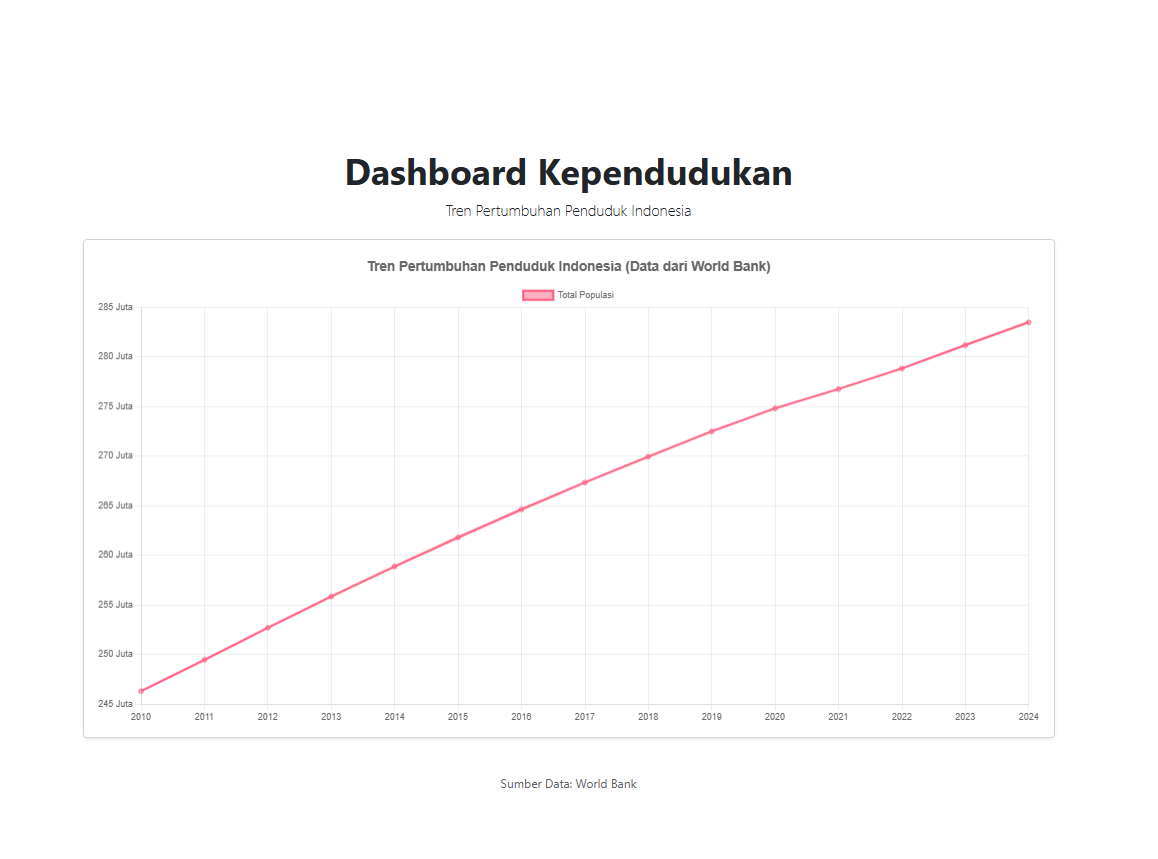 Dashboard Kependudukan
Tren Pertumbuhan Penduduk Indonesia
Tren Pertumbuhan Penduduk Indonesia (Data dari World Bank)
Total Populasi
285 Juta
280 Juta
275 Juta
270 Juta
265 Juta
260 Juta
255 Juta
250 Juta
245 Juta
2010 2011 2012 2013 2014 2015 2016 2017 2018 2019 2020 2021 2022 2023 2024
Sumber Data: World Bank